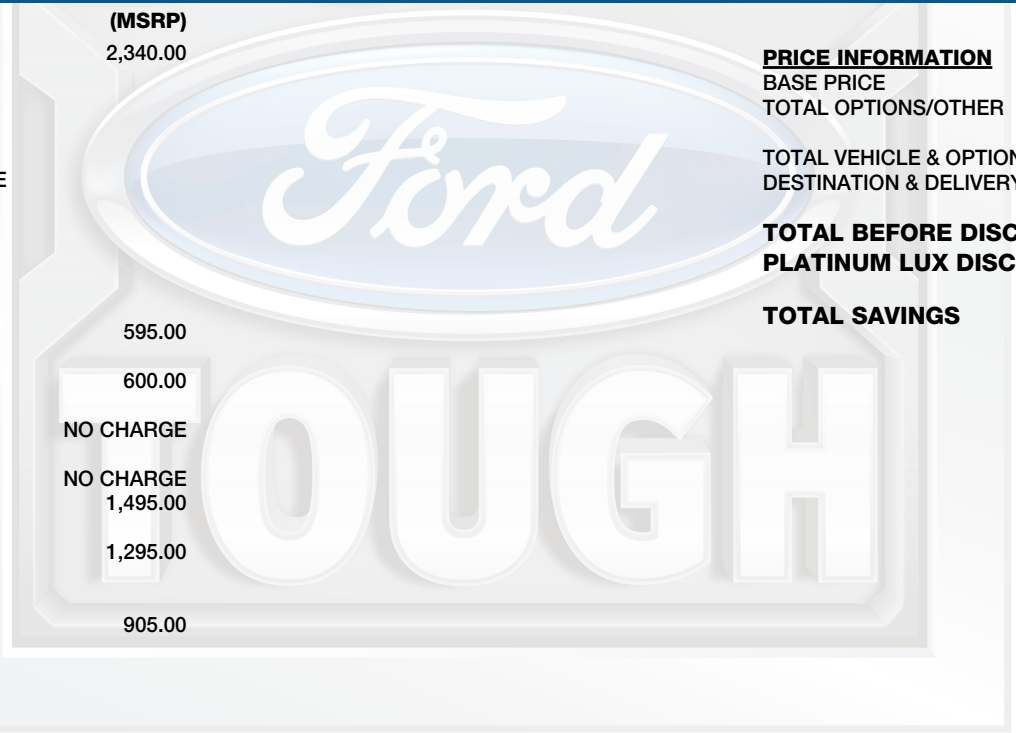 (MSRP)
2,340.00
E
595.00
600.00
NO CHARGE
NO CHARGE
1,495.00
1,295.00
905.00
PRICE INFORMATION
BASE PRICE
TOTAL OPTIONS/OTHER
TOTAL VEHICLE & OPTION
DESTINATION & DELIVERY
TOTAL BEFORE DISC
PLATINUM LUX DISC
TOTAL SAVINGS
Ford
TOUGH